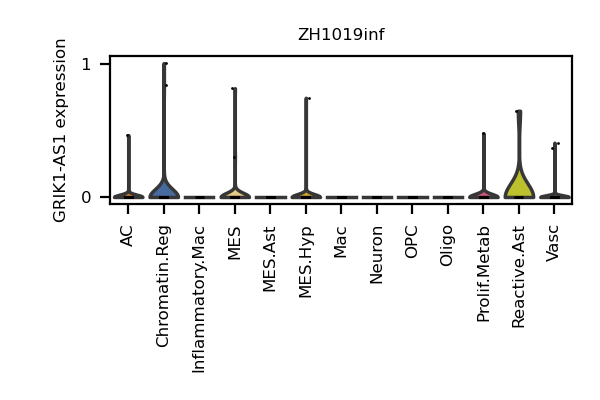 ZH1019inf
GRIK1-AS1 expression
1
0
AC
Chromatin.Reg
Inflammatory.Mac
MES
MES.Ast
MES.Hyp
Mac
Neuron
OPC
Oligo
Prolif.Metab
Reactive.Ast
Vasc